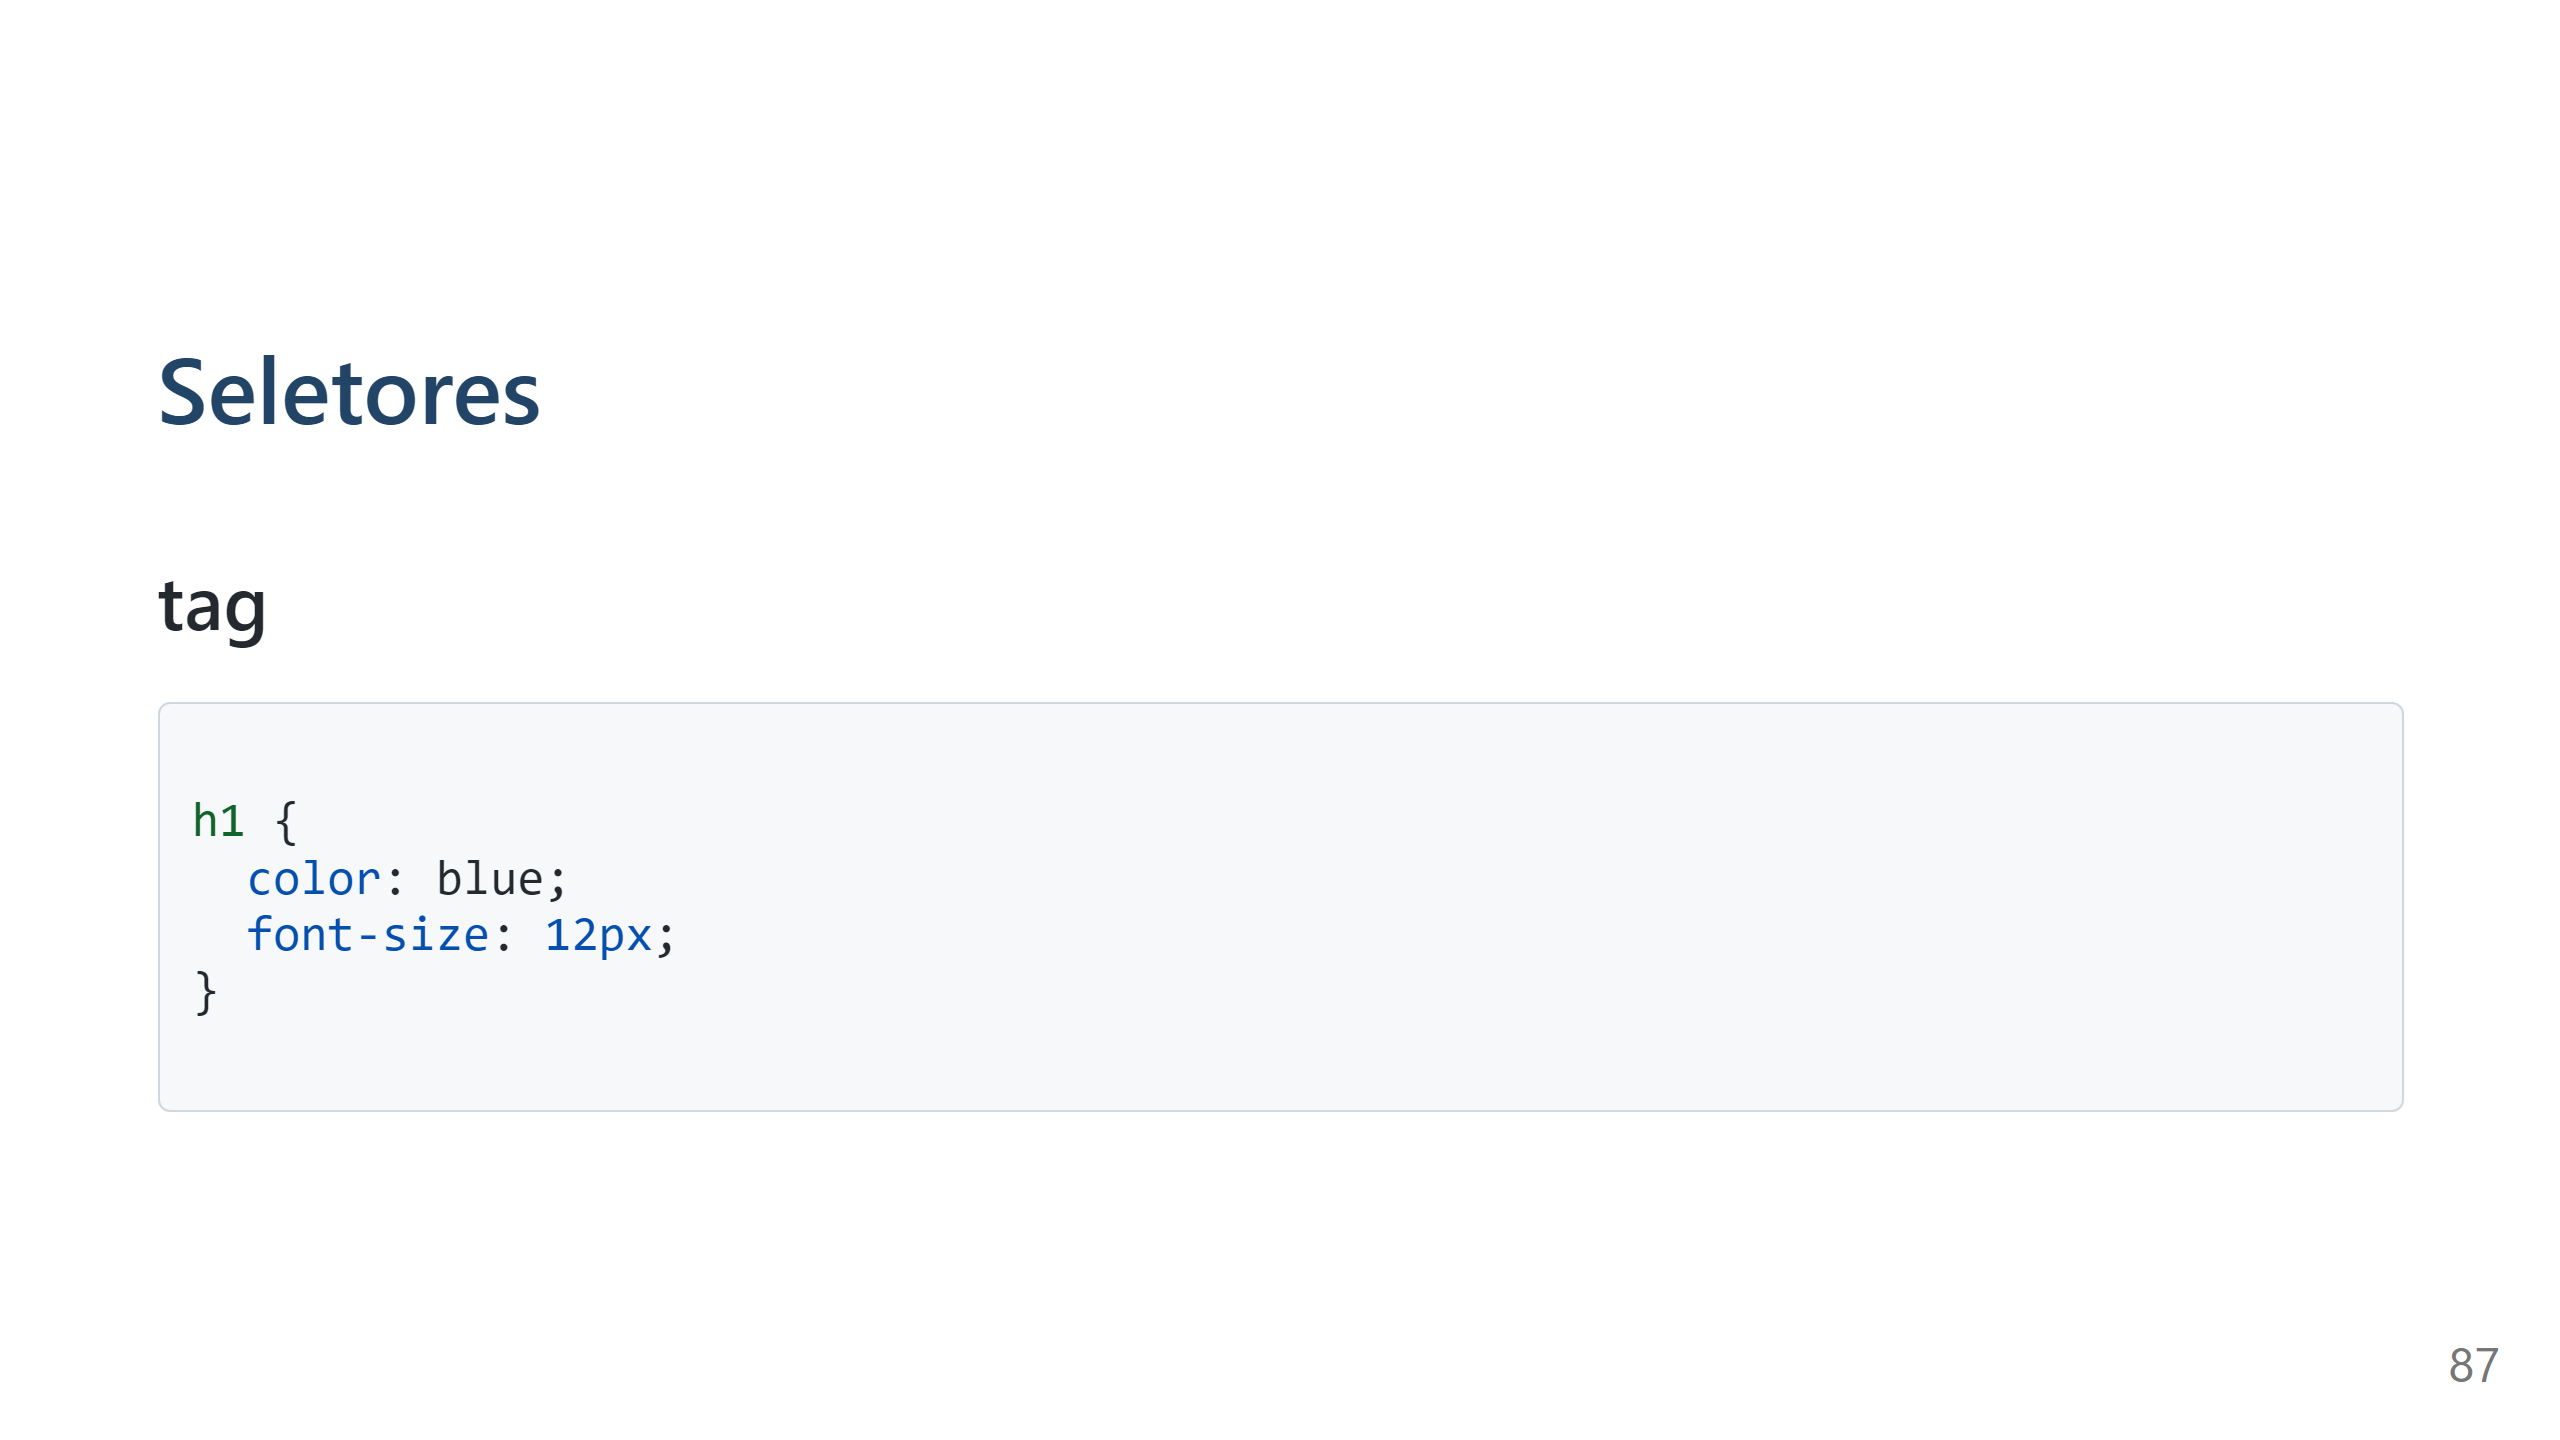 Seletores
tag
h1 {
  color: blue;
  font-size: 12px;
}
87